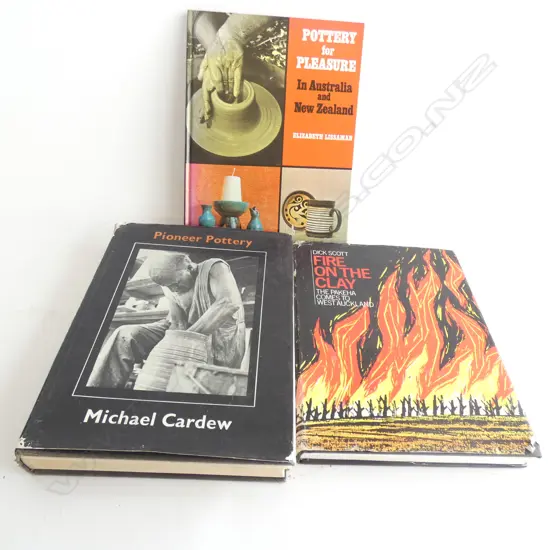 POTTERY
for
PLEASURE
In Australia
and
New Zealand
ELIZABETH LISSAMAN
Pioneer Pottery
Michael Cardew
DICK SCOTT
FIRE
ON THE
CLAY
THE PAKEHA
COMES TO
WEST AUCKLAND